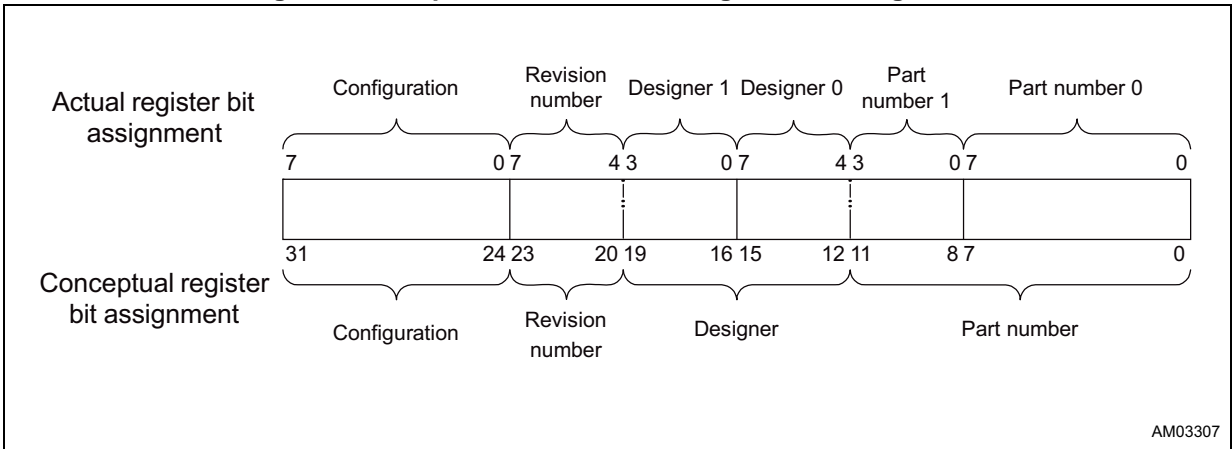 Configuration Revision number Designer 1 Designer 0 Part number 1 Part number 0
Actual register bit assignment
7 0 7 4 3 0 7 4 3 0 7 0
31 24 23 20 19 16 15 12 11 8 7 0
Conceptual register bit assignment
Configuration Revision number Designer Part number
AM03307